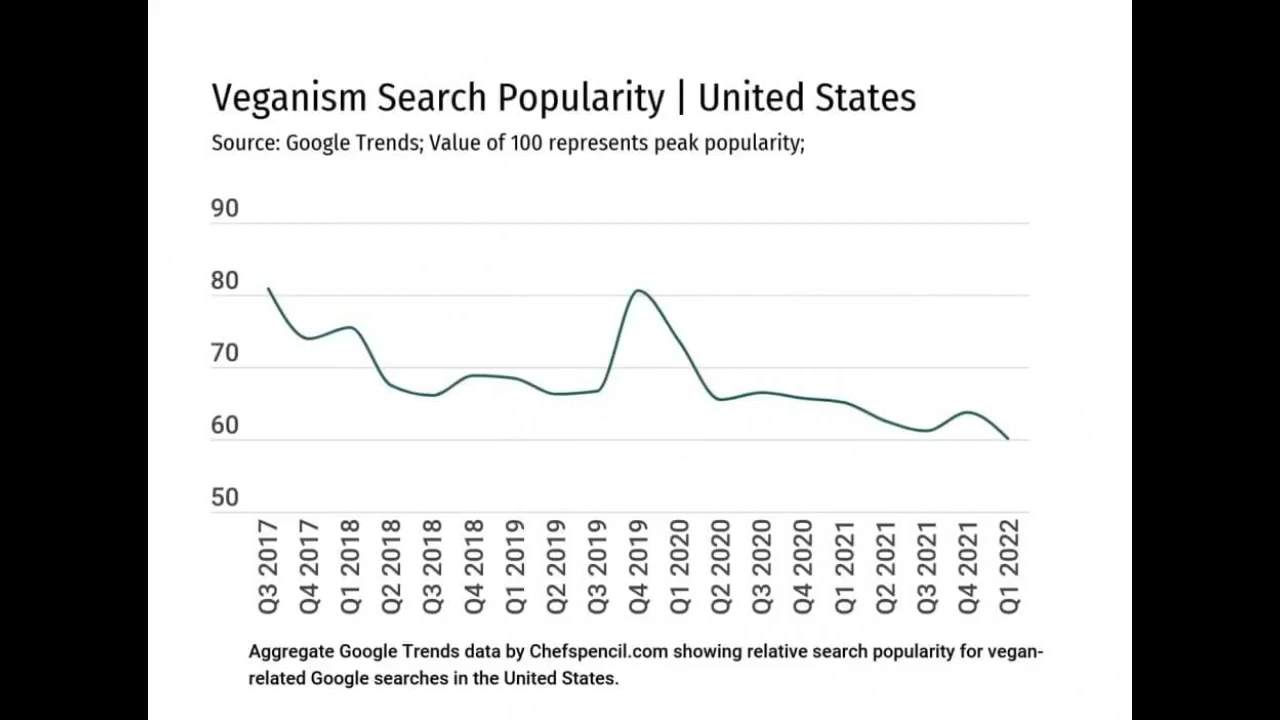 Veganism Search Popularity | United States
Source: Google Trends; Value of 100 represents peak popularity;
90
80
70
60
50
Q3 2017
Q4 2017
Q1 2018
Q2 2018
Q3 2018
Q4 2018
Q1 2019
Q2 2019
Q3 2019
Q4 2019
Q1 2020
Q2 2020
Q3 2020
Q4 2020
Q1 2021
Q2 2021
Q3 2021
Q4 2021
Q1 2022
Aggregate Google Trends data by Chefspencil.com showing relative search popularity for vegan-
related Google searches in the United States.